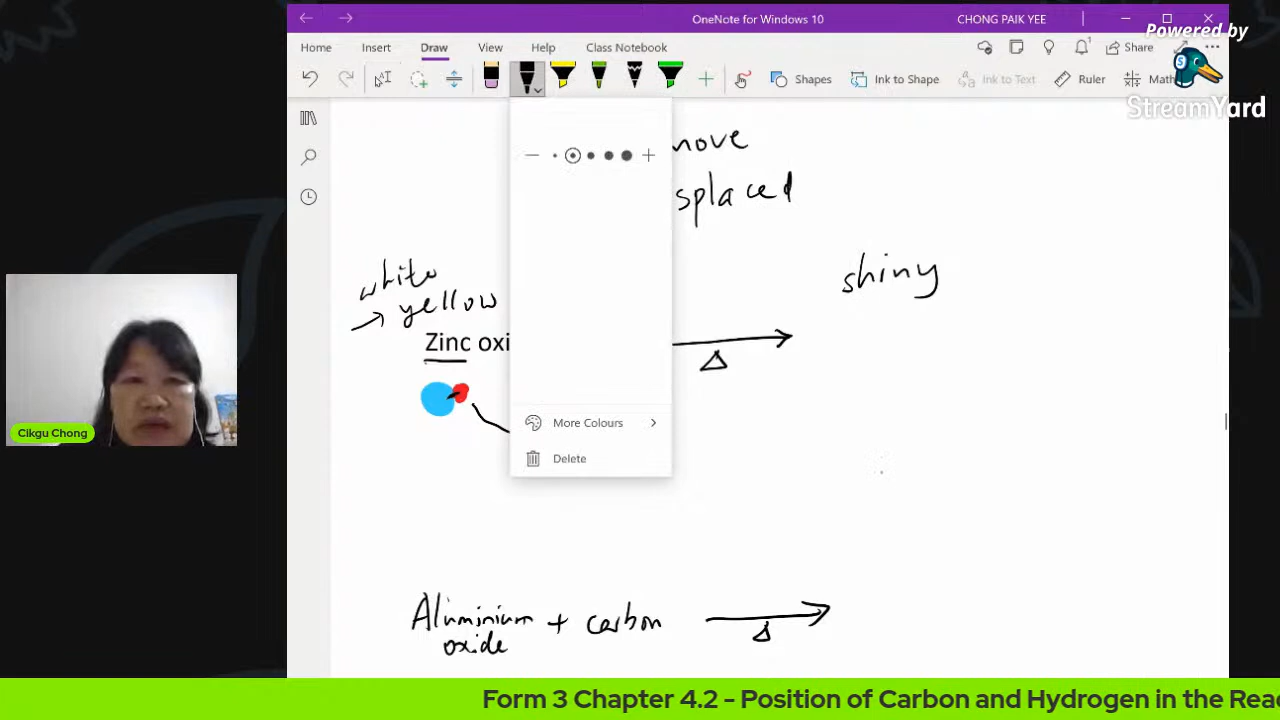 OneNote for Windows 10
CHONG PAIK YEE
Powered by
StreamYard
Home Insert Draw View Help Class Notebook
Share
Shapes Ink to Shape Ink to Text Ruler Math
move
splaced
white
→ yellow
shiny
Zinc oxi
Δ
More Colours
Delete
Cikgu Chong
Aluminium + carbon
oxide
Δ
Form 3 Chapter 4.2 - Position of Carbon and Hydrogen in the Reac